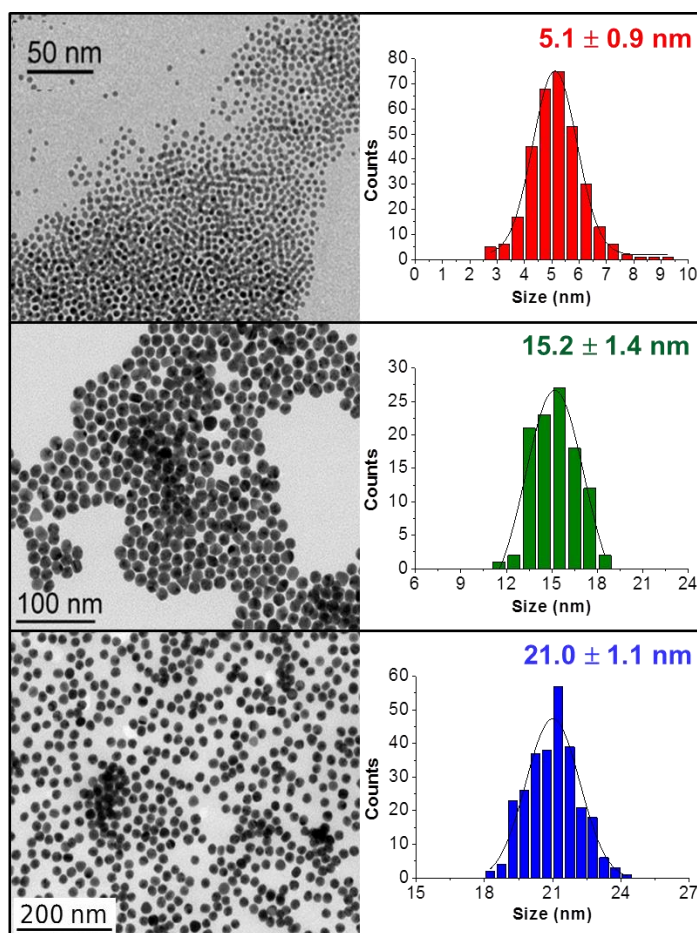 50 nm
5.1 ± 0.9 nm
80
70
60
50
40
30
20
10
0
Counts
0 1 2 3 4 5 6 7 8 9 10
Size (nm)
100 nm
15.2 ± 1.4 nm
30
25
20
15
10
5
0
Counts
6 9 12 15 18 21 24
Size (nm)
200 nm
21.0 ± 1.1 nm
60
50
40
30
20
10
0
Counts
15 18 21 24 27
Size (nm)